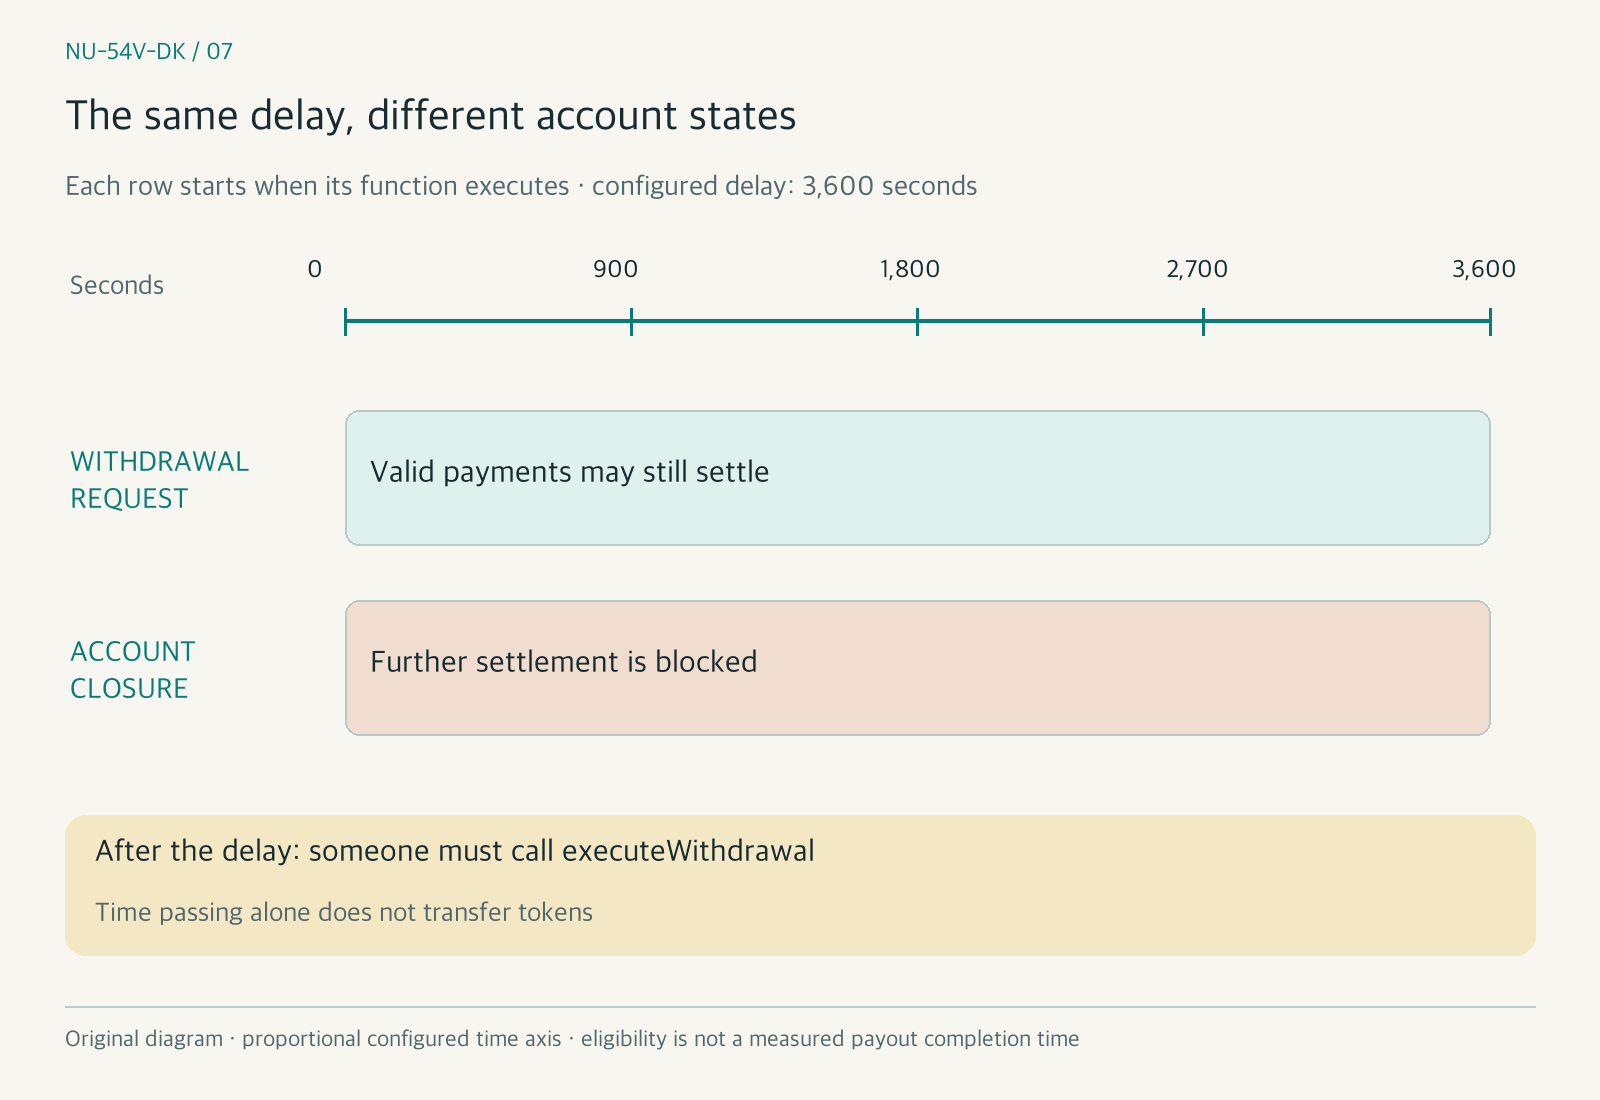 NU-54V-DK / 07
The same delay, different account states
Each row starts when its function executes · configured delay: 3,600 seconds
Seconds
0 900 1,800 2,700 3,600
WITHDRAWAL
REQUEST
Valid payments may still settle
ACCOUNT
CLOSURE
Further settlement is blocked
After the delay: someone must call executeWithdrawal
Time passing alone does not transfer tokens
Original diagram · proportional configured time axis · eligibility is not a measured payout completion time